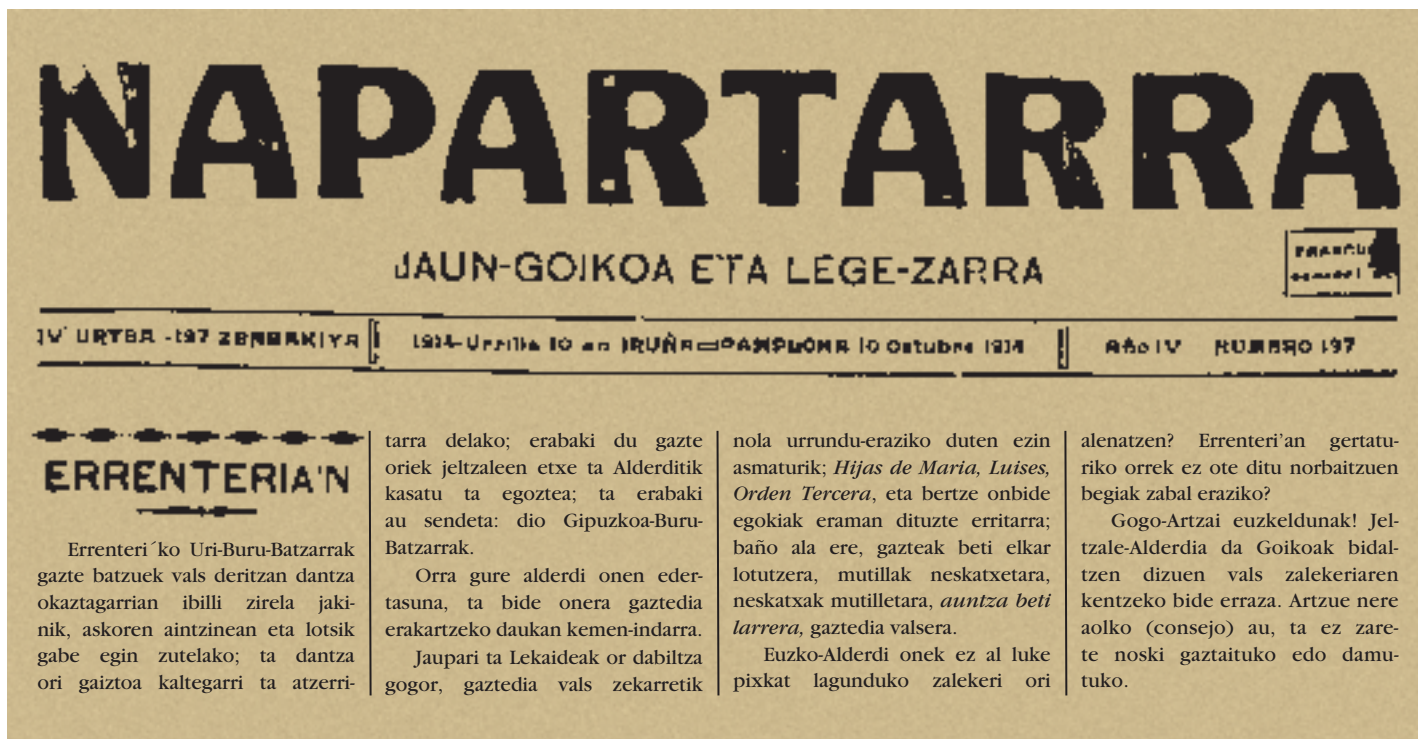 NAPARTARRA
JAUN-GOIKOA ETA LEGE-ZARRA
IV URTEA - 197 ZENBAKIYA
1914-Urrilla 10 an IRUÑA=PAMPLONA 10 Octubre 1914
Año IV NUMERO 197
ERRENTERIA'N
Errenteri´ko Uri-Buru-Batzarrak
gazte batzuek vals deritzan dantza
okaztagarrian ibilli zirela jaki-
nik, askoren aintzinean eta lotsik
gabe egin zutelako; ta dantza
ori gaiztoa kaltegarri ta atzerri-
tarra delako; erabaki du gazte
oriek jeltzaleen etxe ta Alderditik
kasatu ta egoztea; ta erabaki
au sendeta: dio Gipuzkoa-Buru-
Batzarrak.
Orra gure alderdi onen eder-
tasuna, ta bide onera gaztedia
erakartzeko daukan kemen-indarra.
Jaupari ta Lekaideak or dabiltza
gogor, gaztedia vals zekarretik
nola urrundu-eraziko duten ezin
asmaturik; Hijas de Maria, Luises,
Orden Tercera, eta bertze onbide
egokiak eraman dituzte erritarra;
baño ala ere, gazteak beti elkar
lotutzera, mutillak neskatxetara,
neskatxak mutilletara, auntza beti
larrera, gaztedia valsera.
Euzko-Alderdi onek ez al luke
pixkat lagunduko zalekeri ori
alenatzen? Errenteri'an gertatu-
riko orrek ez ote ditu norbaitzuen
begiak zabal eraziko?
Gogo-Artzai euzkeldunak! Jel-
tzale-Alderdia da Goikoak bidal-
tzen dizuen vals zalekeriaren
kentzeko bide erraza. Artzue nere
aolko (consejo) au, ta ez zare-
te noski gaztaituko edo damu-
tuko.